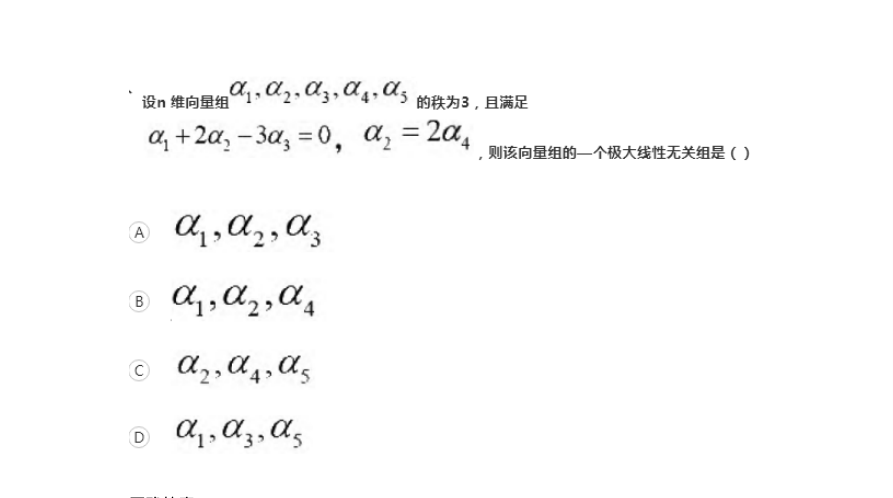 、设n 维向量组α₁,α₂,α₃,α₄,α₅ 的秩为3，且满足
α₁+2α₂-3α₃=0，α₂=2α₄，则该向量组的一个极大线性无关组是 ( )
A α₁,α₂,α₃
B α₁,α₂,α₄
C α₂,α₄,α₅
D α₁,α₃,α₅